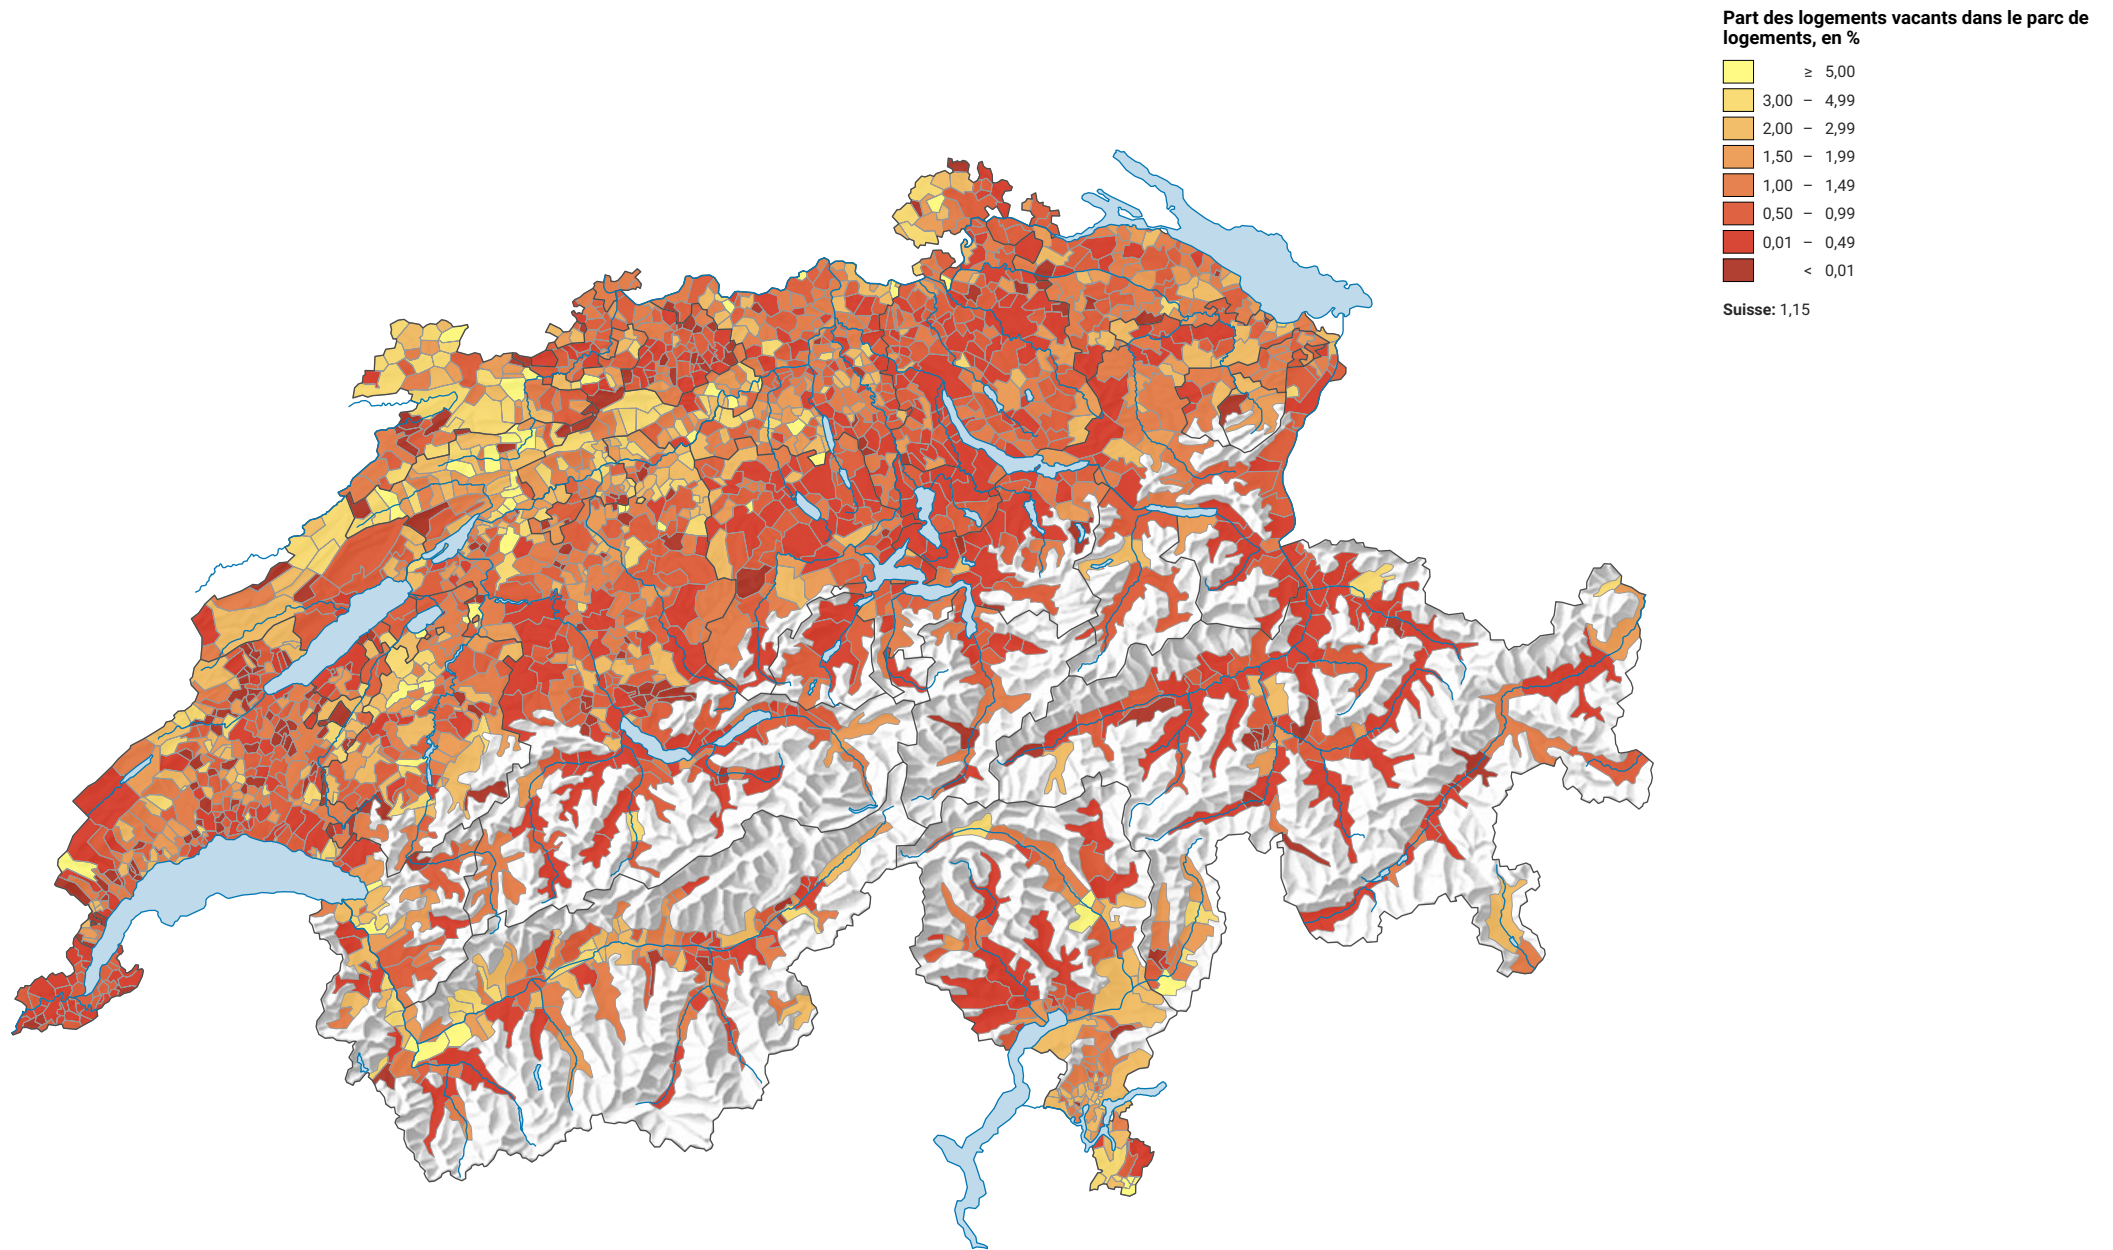 Part des logements vacants dans le parc de
logements, en %
≥ 5,00
3,00 – 4,99
2,00 – 2,99
1,50 – 1,99
1,00 – 1,49
0,50 – 0,99
0,01 – 0,49
< 0,01
Suisse: 1,15